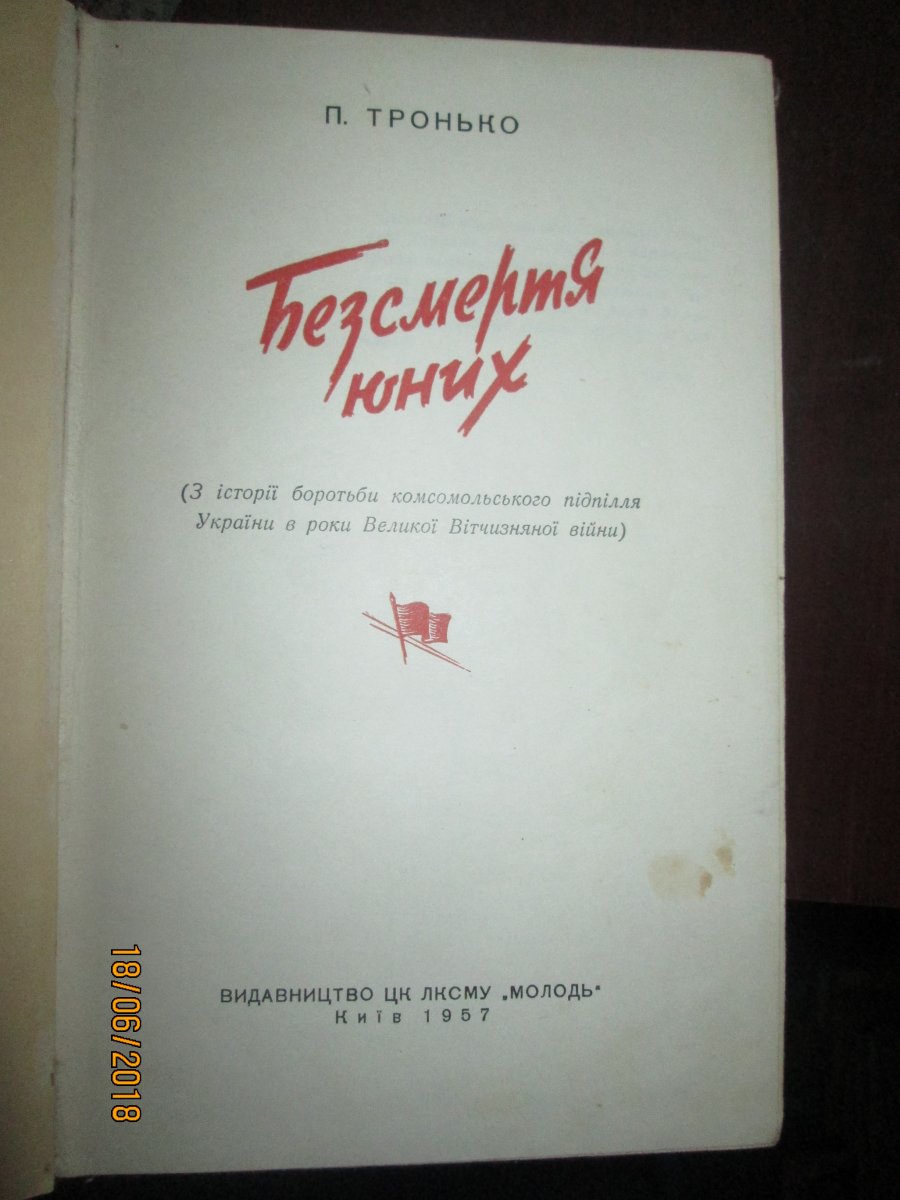 П. ТРОНЬКО
Безсмертя
юних
(З історії боротьби комсомольського підпілля
України в роки Великої Вітчизняної війни)
ВИДАВНИЦТВО ЦК ЛКСМУ „МОЛОДЬ“
Київ 1957
18/06/2018